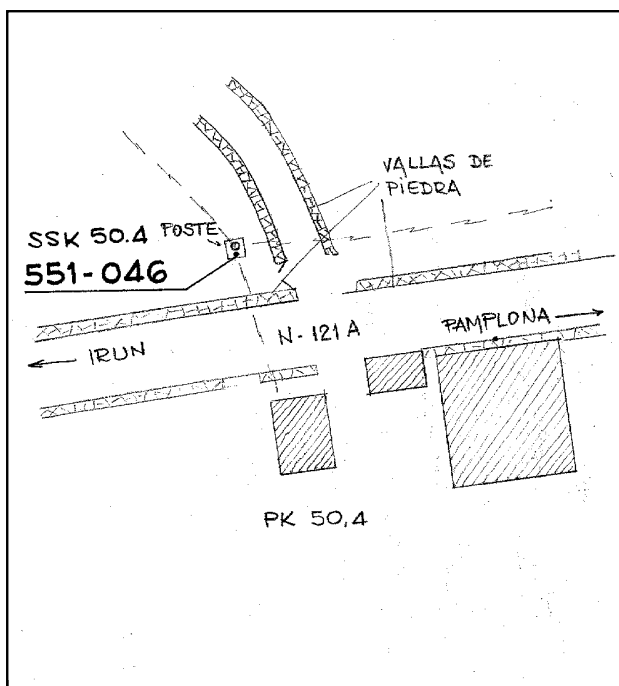 VALLAS DE
PIEDRA
SSK 50.4 POSTE
551-046
N-121 A
PAMPLONA
IRUN
PK 50,4